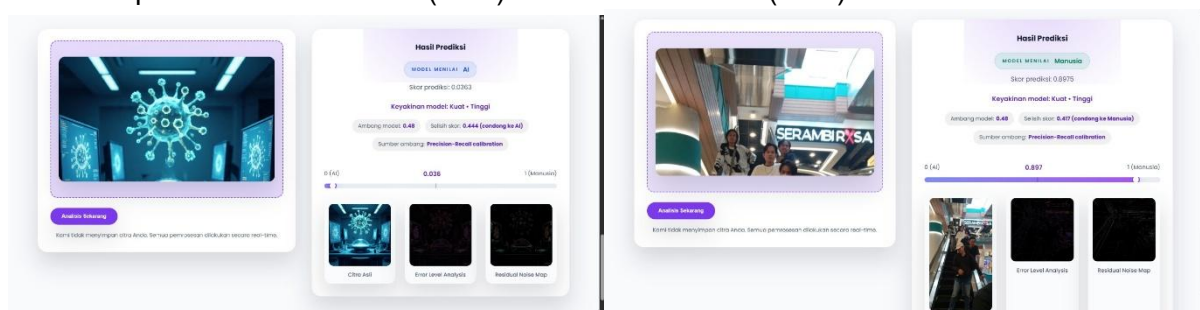 Hasil Prediksi
MODEL MENILAI AI
Skor prediksi: 0.0363
Keyakinan model: Kuat • Tinggi
Ambang model: 0.48 Selisih skor: 0.444 (condong ke AI)
Sumber ambang: Precision-Recall calibration
0 (AI) 0.036 1 (Manusia)
Analisis Sekarang
Kami tidak menyimpan citra Anda. Semua pemrosesan dilakukan secara real-time.
Citra Asli Error Level Analysis Residual Noise Map
SERAMBI RXSA
Hasil Prediksi
MODEL MENILAI Manusia
Skor prediksi: 0.8975
Keyakinan model: Kuat • Tinggi
Ambang model: 0.48 Selisih skor: 0.417 (condong ke Manusia)
Sumber ambang: Precision-Recall calibration
0 (AI) 0.897 1 (Manusia)
Analisis Sekarang
Kami tidak menyimpan citra Anda. Semua pemrosesan dilakukan secara real-time.
Error Level Analysis Residual Noise Map